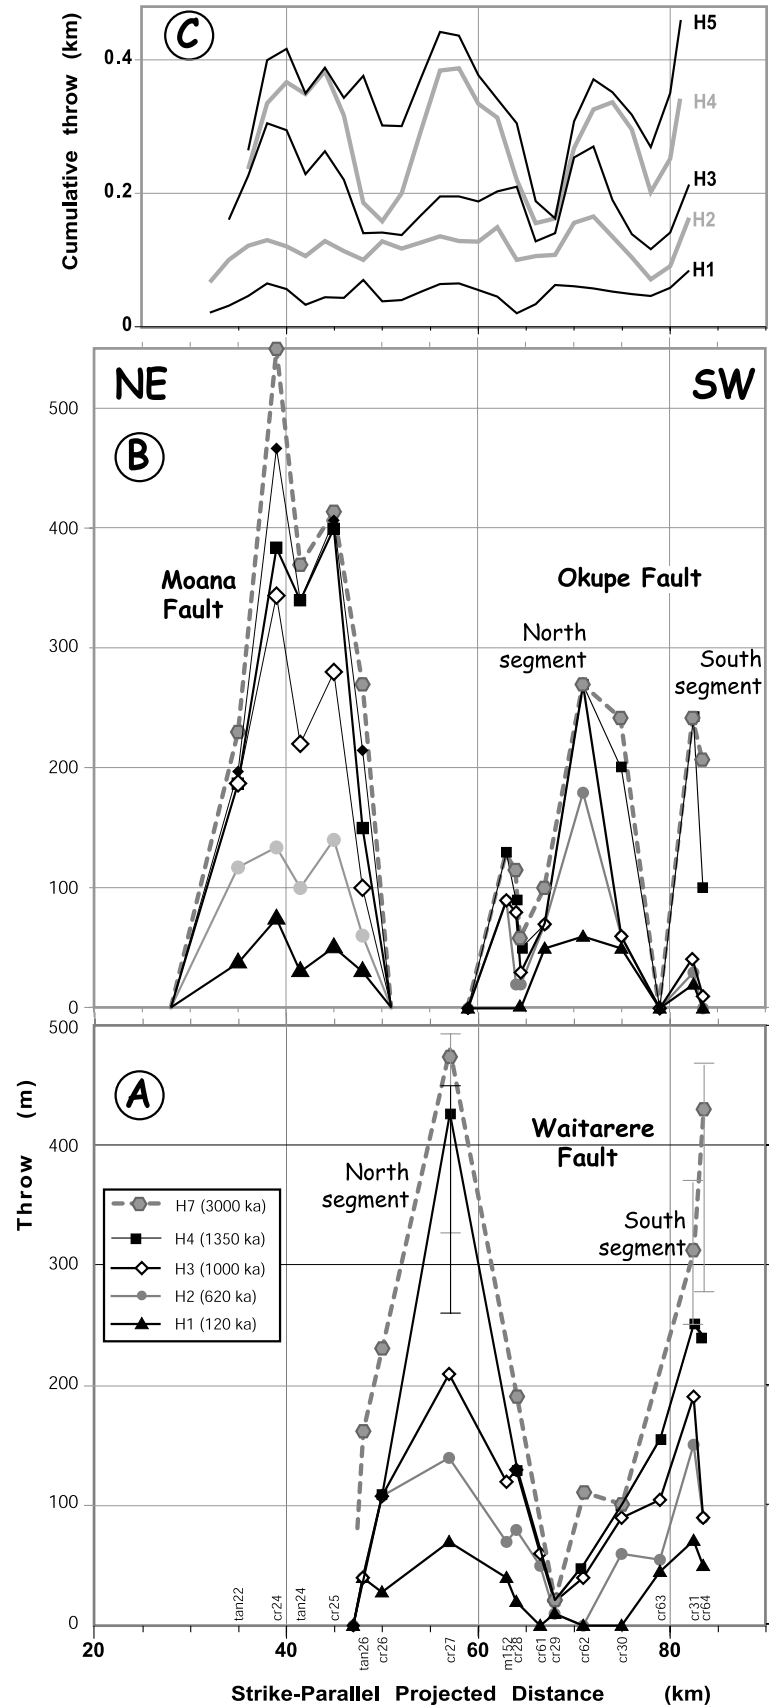 C
Cumulative throw (km)
0.4
0.2
0
H5
H4
H3
H2
H1
NE
SW
B
500
400
300
200
100
0
Moana
Fault
Okupe Fault
North
segment
South
segment
A
Throw (m)
500
400
300
200
100
0
Waitarere
Fault
North
segment
South
segment
H7 (3000 ka)
H4 (1350 ka)
H3 (1000 ka)
H2 (620 ka)
H1 (120 ka)
tan22
cr24
tan24
cr25
tan26
cr26
cr27
m152
cr28
cr61
cr29
cr62
cr30
cr63
cr31
cr64
20
40
60
80
Strike-Parallel Projected Distance (km)